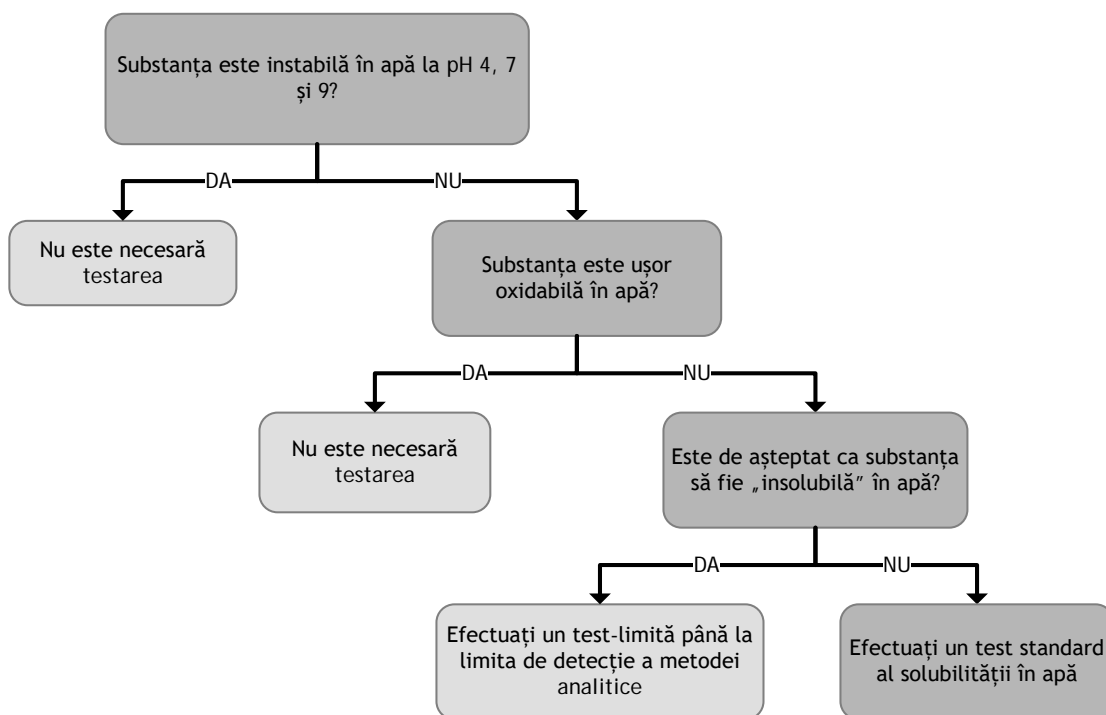 Substanța este instabilă în apă la pH 4, 7
și 9?
DA
NU
Nu este necesară
testarea
Substanța este ușor
oxidabilă în apă?
DA
NU
Nu este necesară
testarea
Este de așteptat ca substanța
să fie „insolubilă” în apă?
DA
NU
Efectuați un test-limită până la
limita de detecție a metodei
analitice
Efectuați un test standard
al solubilității în apă